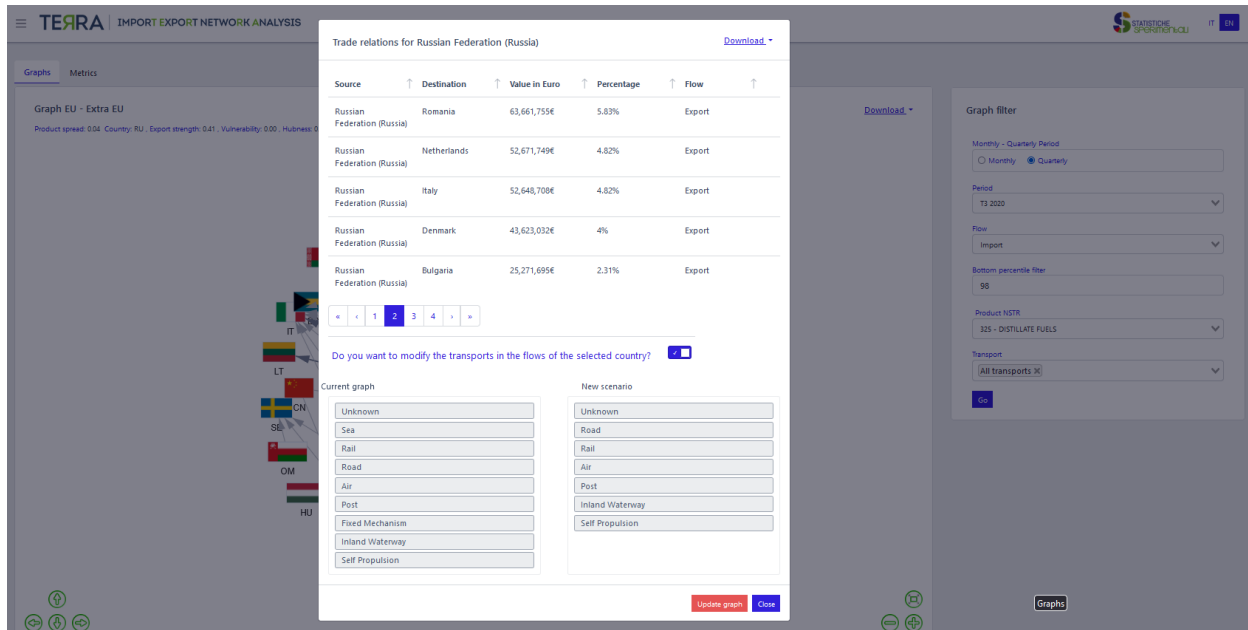 TEЯRA IMPORT EXPORT NETWORK ANALYSIS
STATISTICHE
SPERIMENTALI
IT EN
Graphs Metrics
Graph EU - Extra EU
Product spread: 0.04 Country: RU , Export strength: 0.41 , Vulnerability: 0.00 , Hubness: 0
Download
IT
LT
CN
SE
OM
HU
Trade relations for Russian Federation (Russia) Download
Source Destination Value in Euro Percentage Flow
Russian Federation (Russia) Romania 63,661,755€ 5.83% Export
Russian Federation (Russia) Netherlands 52,671,749€ 4.82% Export
Russian Federation (Russia) Italy 52,648,708€ 4.82% Export
Russian Federation (Russia) Denmark 43,623,032€ 4% Export
Russian Federation (Russia) Bulgaria 25,271,695€ 2.31% Export
« ‹ 1 2 3 4 › »
Do you want to modify the transports in the flows of the selected country?
Current graph
Unknown
Sea
Rail
Road
Air
Post
Fixed Mechanism
Inland Waterway
Self Propulsion
New scenario
Unknown
Road
Rail
Air
Post
Inland Waterway
Self Propulsion
Update graph Close
Graph filter
Monthly - Quarterly Period
Monthly Quarterly
Period
T3 2020
Flow
Import
Bottom percentile filter
98
Product NSTR
325 - DISTILLATE FUELS
Transport
All transports
Go
Graphs